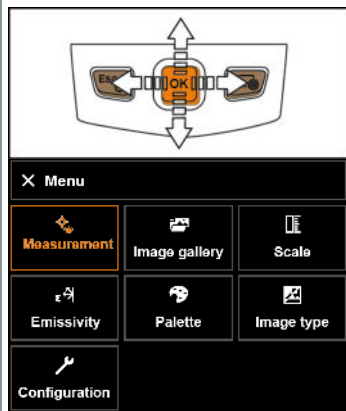 Esc
OK
X Menu
Measurement
Image gallery
Scale
Emissivity
Palette
Image type
Configuration